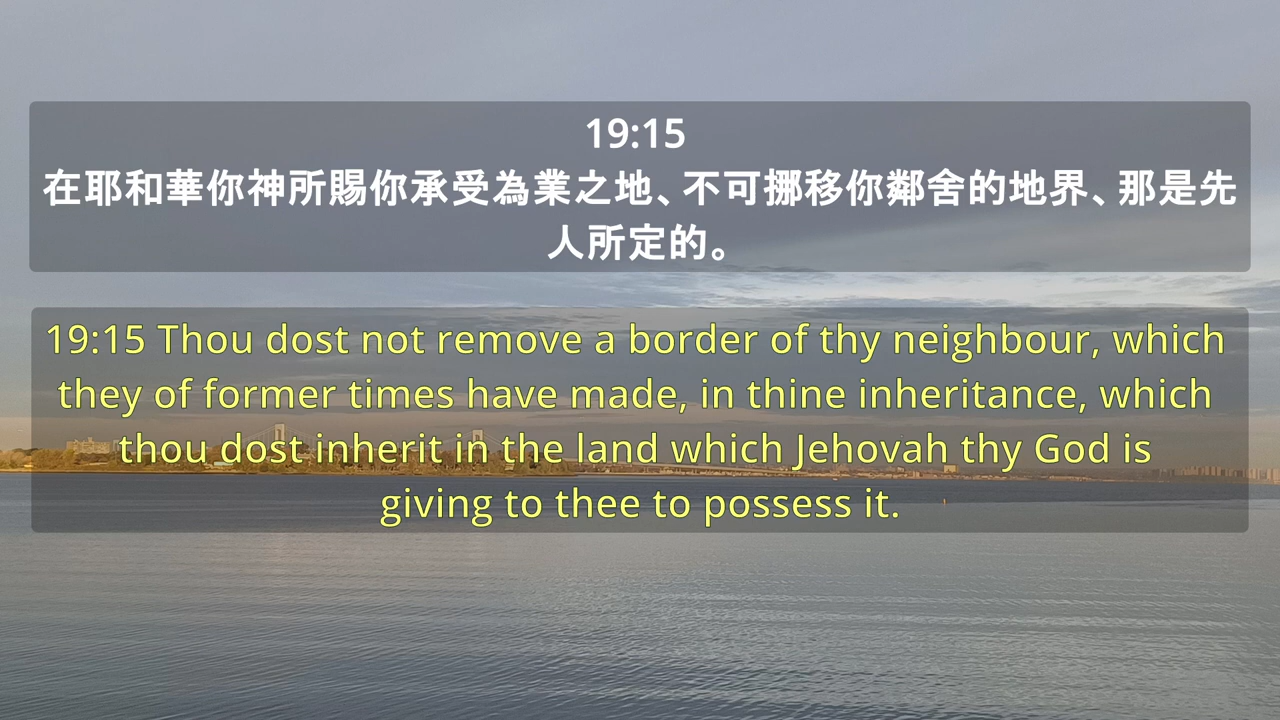 19:15
在耶和華你神所賜你承受為業之地、不可挪移你鄰舍的地界、那是先
人所定的。
19:15 Thou dost not remove a border of thy neighbour, which
they of former times have made, in thine inheritance, which
thou dost inherit in the land which Jehovah thy God is
giving to thee to possess it.